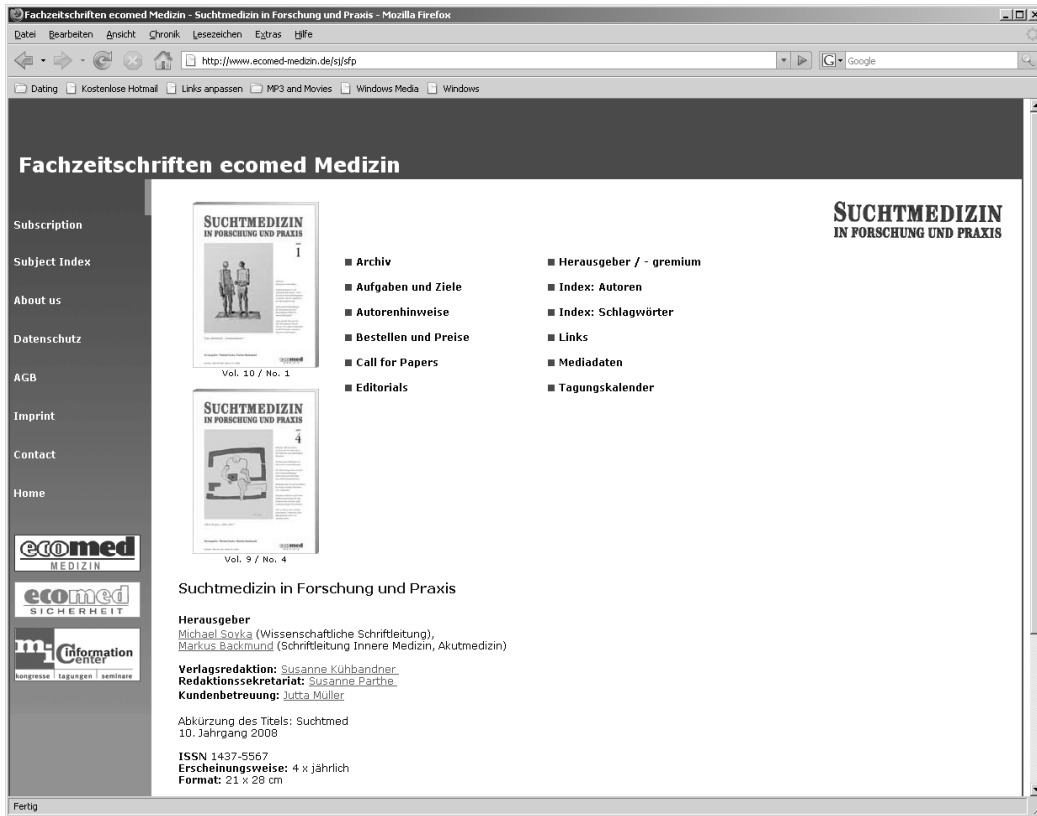 Fachzeitschriften ecomed Medizin - Suchtmedizin in Forschung und Praxis - Mozilla Firefox
Datei Bearbeiten Ansicht Chronik Lesezeichen Extras Hilfe
http://www.ecomed-medizin.de/sj/sfp
G Google
Dating Kostenlose Hotmail Links anpassen MP3 and Movies Windows Media Windows
Fachzeitschriften ecomed Medizin
Subscription
Subject Index
About us
Datenschutz
AGB
Imprint
Contact
Home
ecomed
MEDIZIN
ecomed
SICHERHEIT
mi-c information Center
kongresse tagungen seminare
SUCHTMEDIZIN
IN FORSCHUNG UND PRAXIS
1
ecomed
Vol. 10 / No. 1
SUCHTMEDIZIN
IN FORSCHUNG UND PRAXIS
4
ecomed
Vol. 9 / No. 4
SUCHTMEDIZIN
IN FORSCHUNG UND PRAXIS
Archiv
Aufgaben und Ziele
Autorenhinweise
Bestellen und Preise
Call for Papers
Editorials
Herausgeber / - gremium
Index: Autoren
Index: Schlagwörter
Links
Mediadaten
Tagungskalender
Suchtmedizin in Forschung und Praxis
Herausgeber
Michael Soyka (Wissenschaftliche Schriftleitung),
Markus Backmund (Schriftleitung Innere Medizin, Akutmedizin)
Verlagsredaktion: Susanne Kühbandner
Redaktionssekretariat: Susanne Parthe
Kundenbetreuung: Jutta Müller
Abkürzung des Titels: Suchtmed
10. Jahrgang 2008
ISSN 1437-5567
Erscheinungsweise: 4 x jährlich
Format: 21 x 28 cm
Fertig